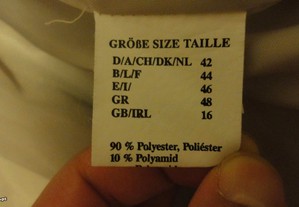 GRÖßE SIZE TAILLE
D/A/CH/DK/NL 42
B/L/F 44
E/I/ 46
GR 48
GB/IRL 16
90 % Polyester, Poliéster
10 % Polyamid